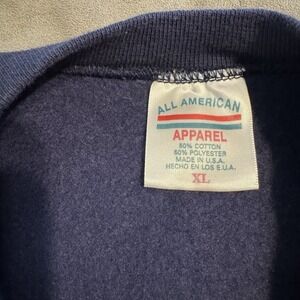 ALL AMERICAN
APPAREL
50% COTTON
50% POLYESTER
MADE IN U.S.A.
HECHO EN LOS E.U.A.
XL